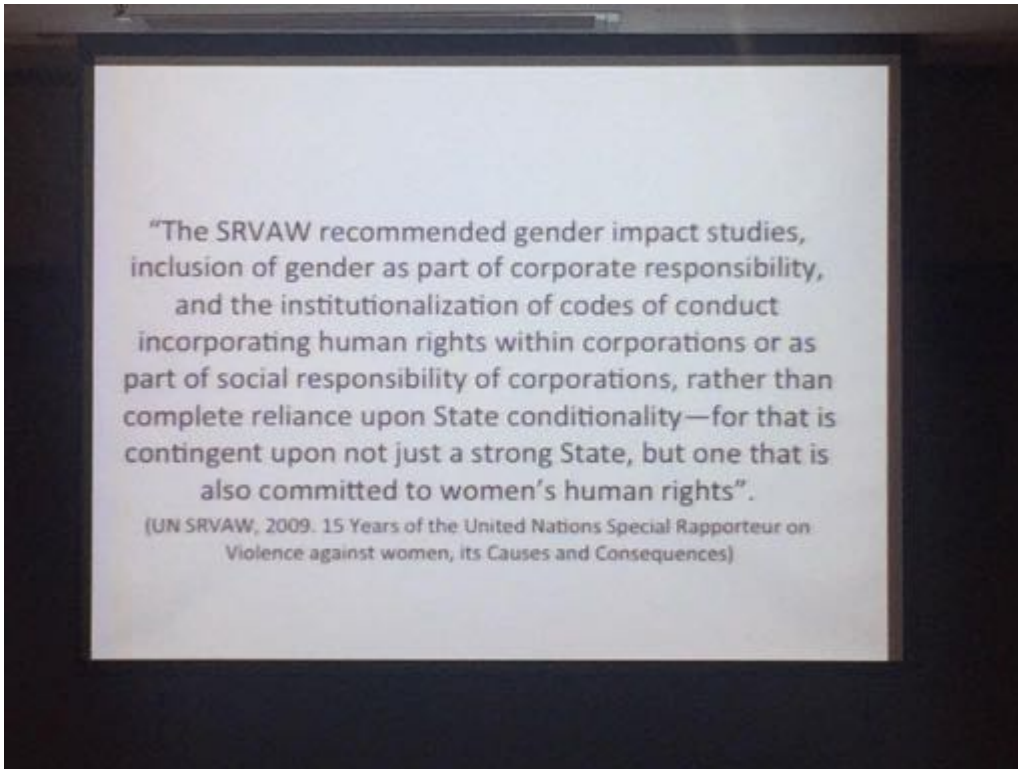 “The SRVAW recommended gender impact studies,
inclusion of gender as part of corporate responsibility,
and the institutionalization of codes of conduct
incorporating human rights within corporations or as
part of social responsibility of corporations, rather than
complete reliance upon State conditionality—for that is
contingent upon not just a strong State, but one that is
also committed to women’s human rights”.
(UN SRVAW, 2009. 15 Years of the United Nations Special Rapporteur on
Violence against women, its Causes and Consequences)